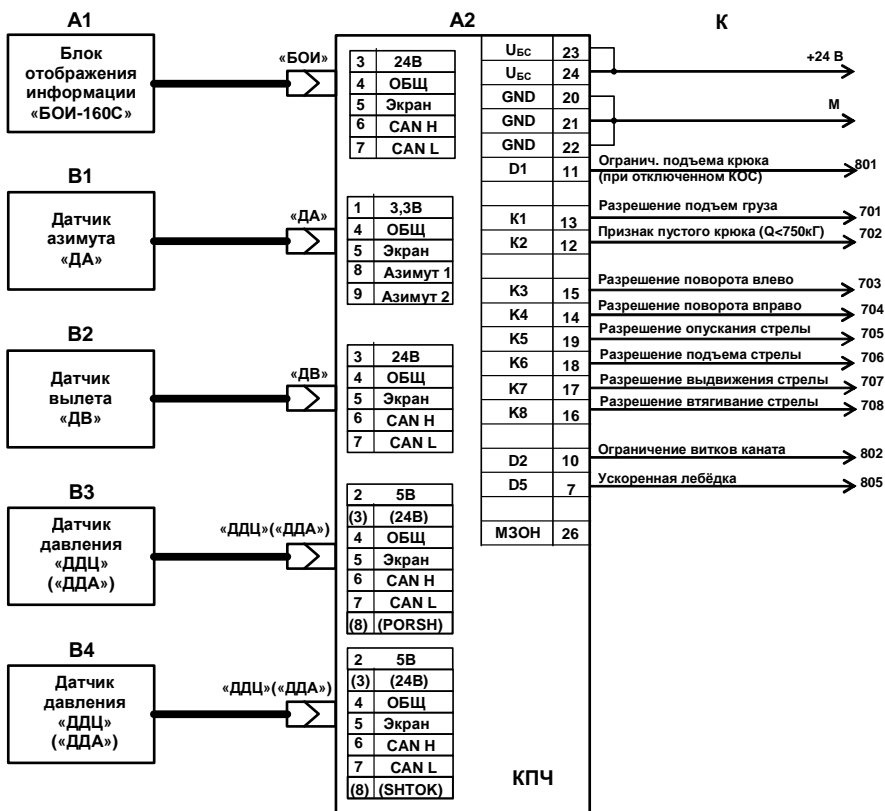 А1
Блок
отображения
информации
«БОИ-160С»
«БОИ»
В1
Датчик
азимута
«ДА»
«ДА»
В2
Датчик
вылета
«ДВ»
«ДВ»
В3
Датчик
давления
«ДДЦ»
(«ДДА»)
«ДДЦ»(«ДДА»)
В4
Датчик
давления
«ДДЦ»
(«ДДА»)
«ДДЦ»(«ДДА»)
А2
3 24В
4 ОБЩ
5 Экран
6 CAN H
7 CAN L
1 3,3В
4 ОБЩ
5 Экран
8 Азимут 1
9 Азимут 2
3 24В
4 ОБЩ
5 Экран
6 CAN H
7 CAN L
2 5В
(3) (24В)
4 ОБЩ
5 Экран
6 CAN H
7 CAN L
(8) (PORSH)
2 5В
(3) (24В)
4 ОБЩ
5 Экран
6 CAN H
7 CAN L
(8) (SHTOK)
КПЧ
К
UБС 23
UБС 24
+24 В
GND 20
GND 21
М
GND 22
D1 11 Огранич. подъема крюка 801
(при отключенном КОС)
К1 13 Разрешение подъем груза 701
К2 12 Признак пустого крюка (Q<750кГ) 702
К3 15 Разрешение поворота влево 703
К4 14 Разрешение поворота вправо 704
К5 19 Разрешение опускания стрелы 705
К6 18 Разрешение подъема стрелы 706
К7 17 Разрешение выдвижения стрелы 707
К8 16 Разрешение втягивание стрелы 708
D2 10 Ограничение витков каната 802
D5 7 Ускоренная лебёдка 805
МЗОН 26